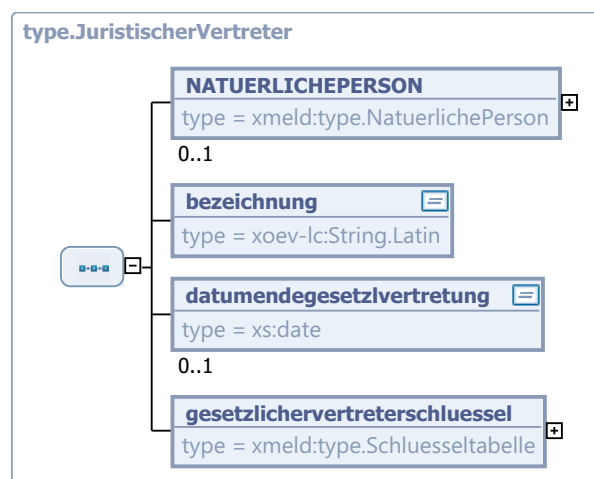 type.JuristischerVertreter
NATUERLICHEPERSON
type = xmeld:type.NatuerlichePerson
0..1
bezeichnung
type = xoev-lc:String.Latin
datumendegesetzlvertretung
type = xs:date
0..1
gesetzlichervertreterschluessel
type = xmeld:type.Schluesseltabelle